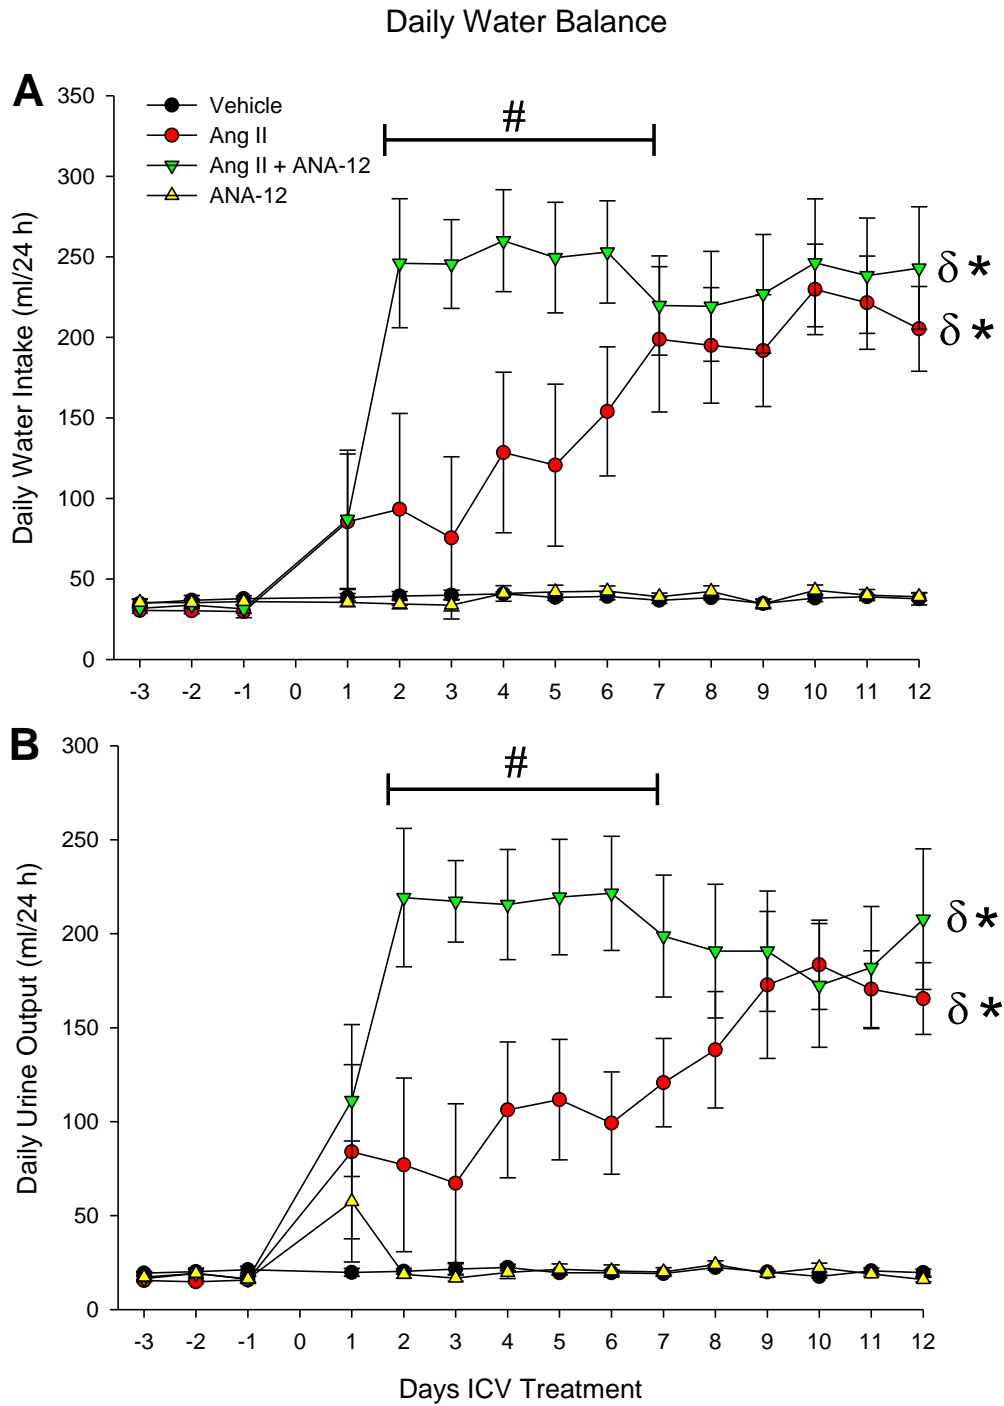 Daily Water Balance
A
350
300
250
200
150
100
50
0
Daily Water Intake (ml/24 h)
Vehicle
Ang II
Ang II + ANA-12
ANA-12
#
δ *
δ *
-3 -2 -1 0 1 2 3 4 5 6 7 8 9 10 11 12
B
300
250
200
150
100
50
0
Daily Urine Output (ml/24 h)
#
δ *
δ *
-3 -2 -1 0 1 2 3 4 5 6 7 8 9 10 11 12
Days ICV Treatment